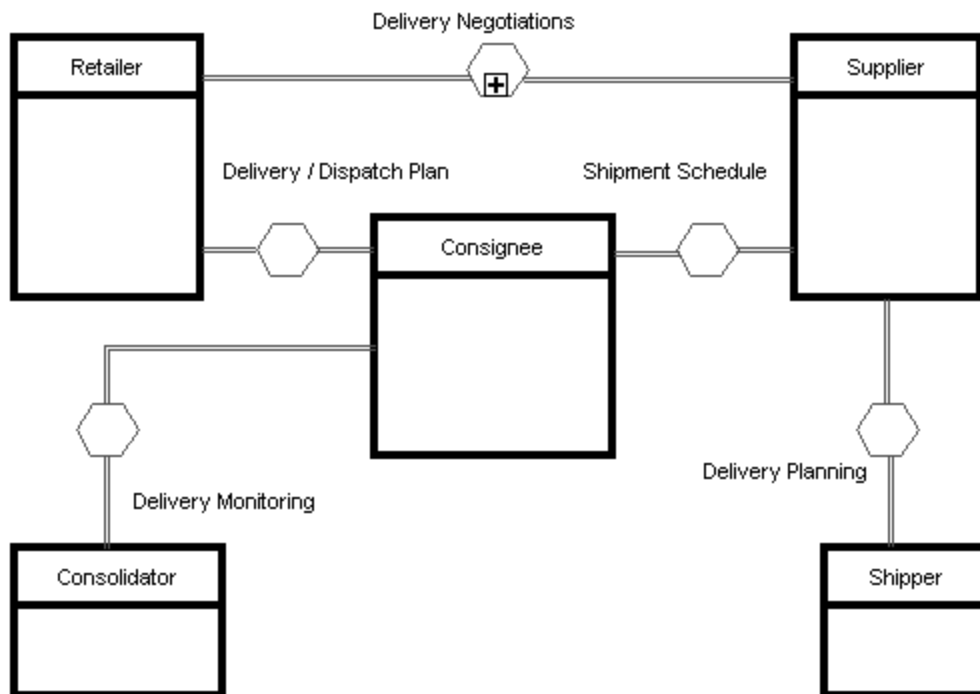 Delivery Negotiations
Retailer
Supplier
Delivery / Dispatch Plan
Shipment Schedule
Consignee
Delivery Planning
Delivery Monitoring
Consolidator
Shipper